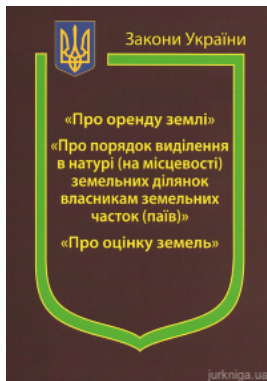 Закони України
«Про оренду землі»
«Про порядок виділення
в натурі (на місцевості)
земельних ділянок
власникам земельних
часток (паїв)»
«Про оцінку земель»
jurkniga.ua